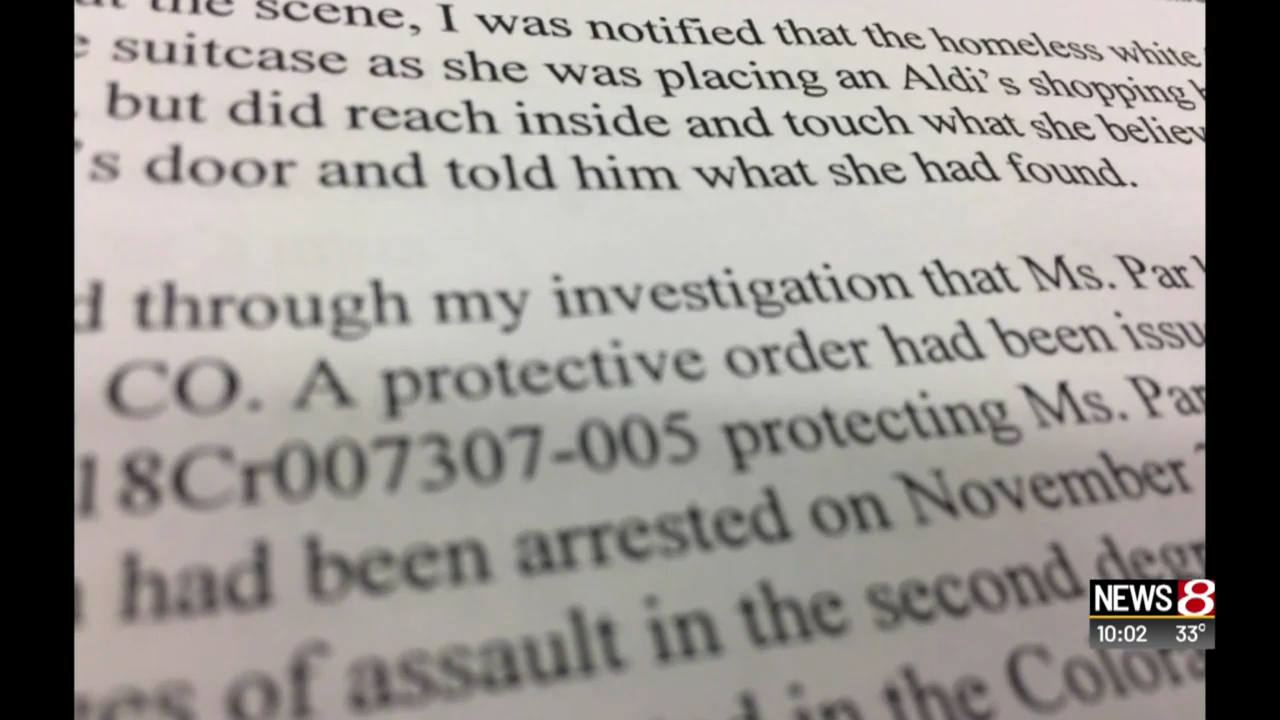 the scene, I was notified that the homeless white
suitcase as she was placing an Aldi's shopping
but did reach inside and touch what she believ
's door and told him what she had found.
d through my investigation that Ms. Par
CO. A protective order had been issu
18Cr007307-005 protecting Ms. Par
had been arrested on November
of assault in the second degr
in the Colora
NEWS 8
10:02 33°